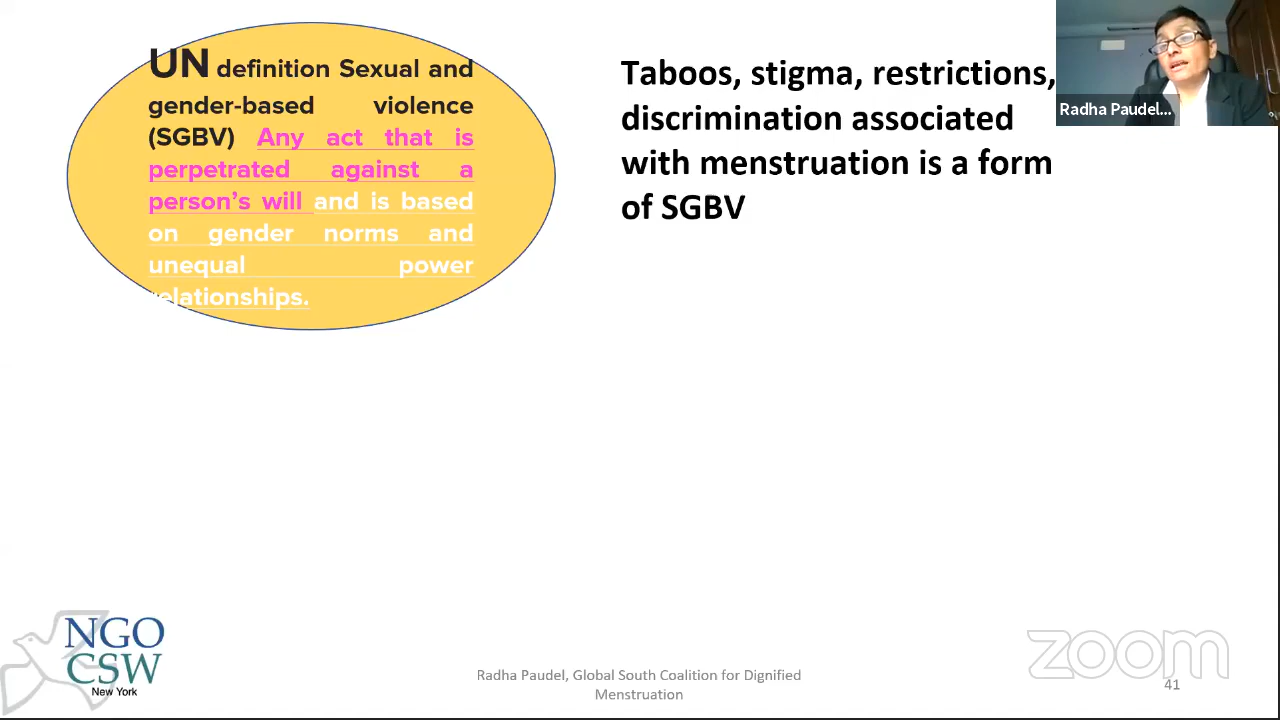 UN definition Sexual and
gender-based violence
(SGBV) Any act that is
perpetrated against a
person's will and is based
on gender norms and
unequal power
relationships.
Taboos, stigma, restrictions,
discrimination associated
with menstruation is a form
of SGBV
Radha Paudel...
NGO
CSW
New York
Radha Paudel, Global South Coalition for Dignified
Menstruation
zoom
41